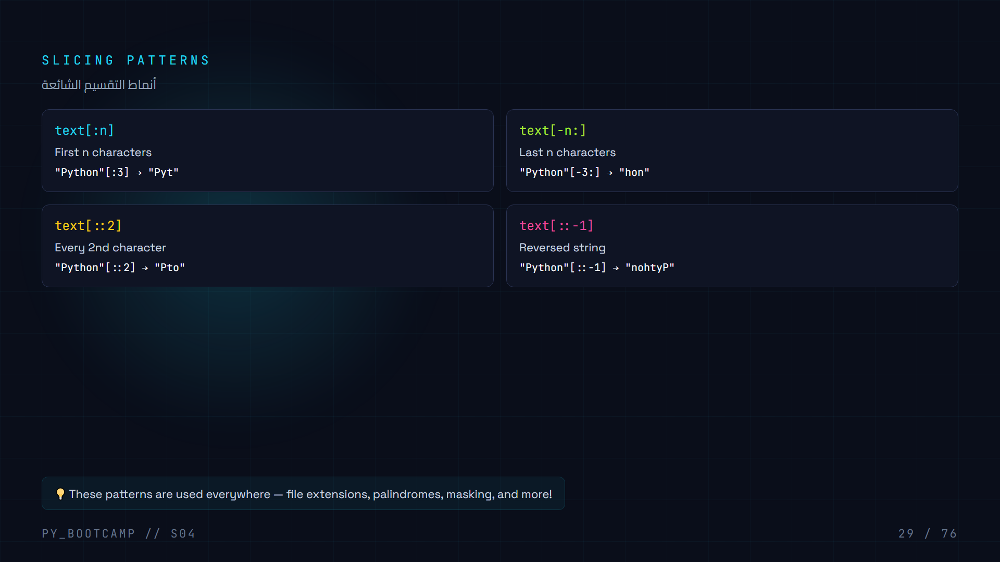 SLICING PATTERNS
أنماط التقسيم الشائعة
text[:n]
First n characters
"Python"[:3] → "Pyt"
text[-n:]
Last n characters
"Python"[-3:] → "hon"
text[::2]
Every 2nd character
"Python"[::2] → "Pto"
text[::-1]
Reversed string
"Python"[::-1] → "nohtyP"
💡 These patterns are used everywhere — file extensions, palindromes, masking, and more!
PY_BOOTCAMP // S04
29 / 76